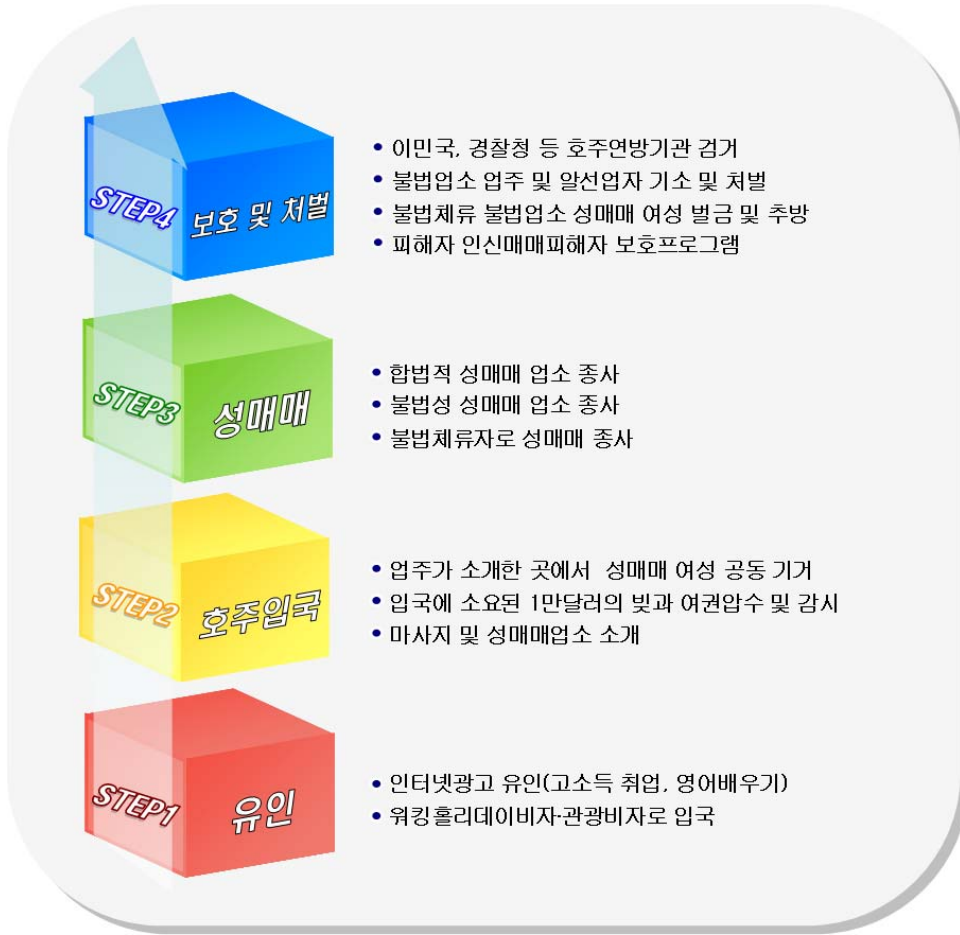 STEP4 보호 및 처벌
• 이민국, 경찰청 등 호주연방기관 검거
• 불법업소 업주 및 알선업자 기소 및 처벌
• 불법체류 불법업소 성매매 여성 벌금 및 추방
• 피해자 인신매매피해자 보호프로그램
STEP3 성매매
• 합법적 성매매 업소 종사
• 불법성 성매매 업소 종사
• 불법체류자로 성매매 종사
STEP2 호주입국
• 업주가 소개한 곳에서 성매매 여성 공동 기거
• 입국에 소요된 1만달러의 빚과 여권압수 및 감시
• 마사지 및 성매매업소 소개
STEP1 유인
• 인터넷광고 유인(고소득 취업, 영어배우기)
• 워킹홀리데이비자·관광비자로 입국